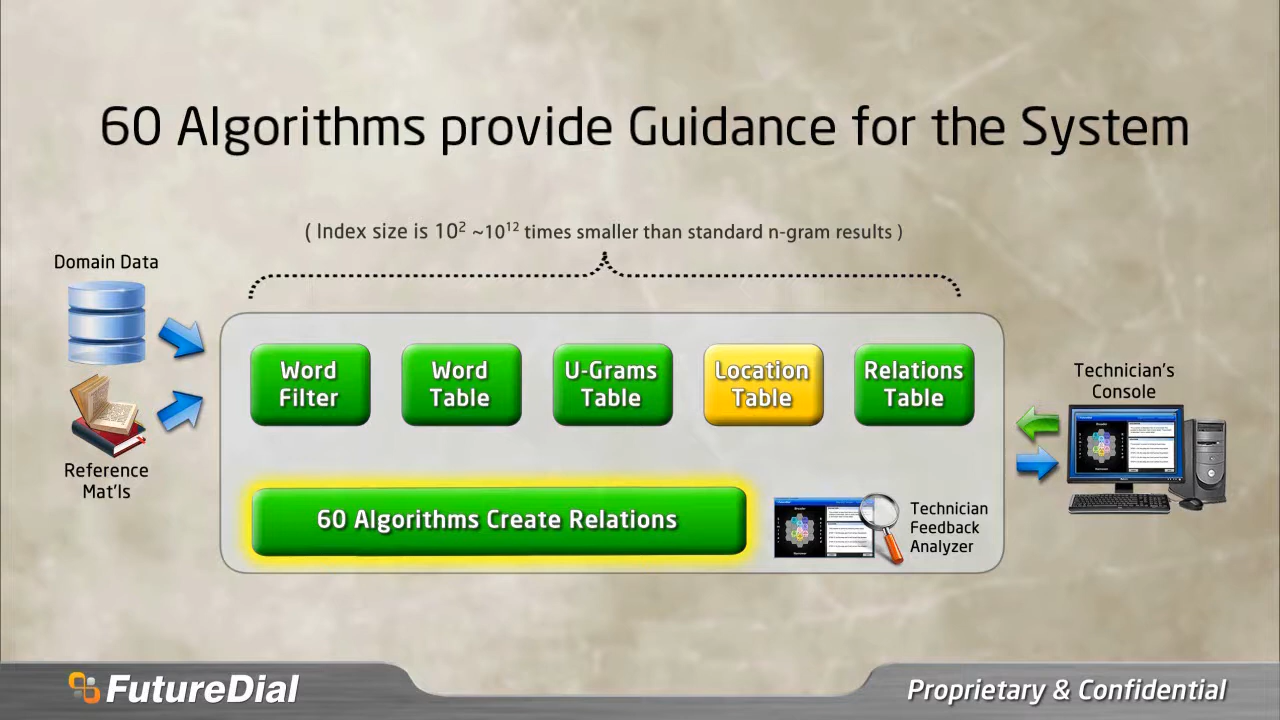 60 Algorithms provide Guidance for the System
( Index size is 10² ~10¹² times smaller than standard n-gram results )
Domain Data
Reference
Mat'ls
Word
Filter
Word
Table
U-Grams
Table
Location
Table
Relations
Table
60 Algorithms Create Relations
Technician
Feedback
Analyzer
Technician's
Console
FutureDial
Proprietary & Confidential